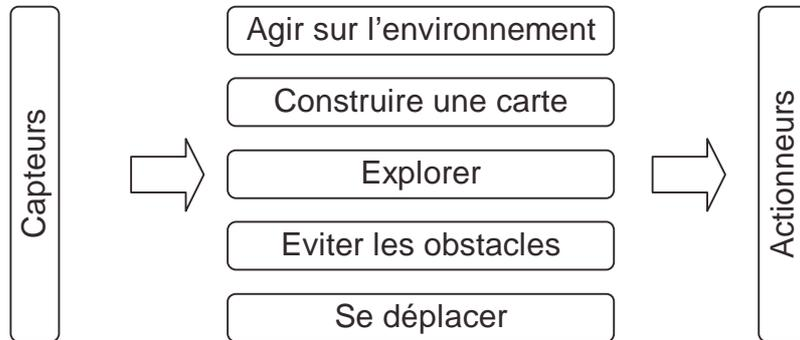 Capteurs
Agir sur l’environnement
Construire une carte
Explorer
Eviter les obstacles
Se déplacer
Actionneurs